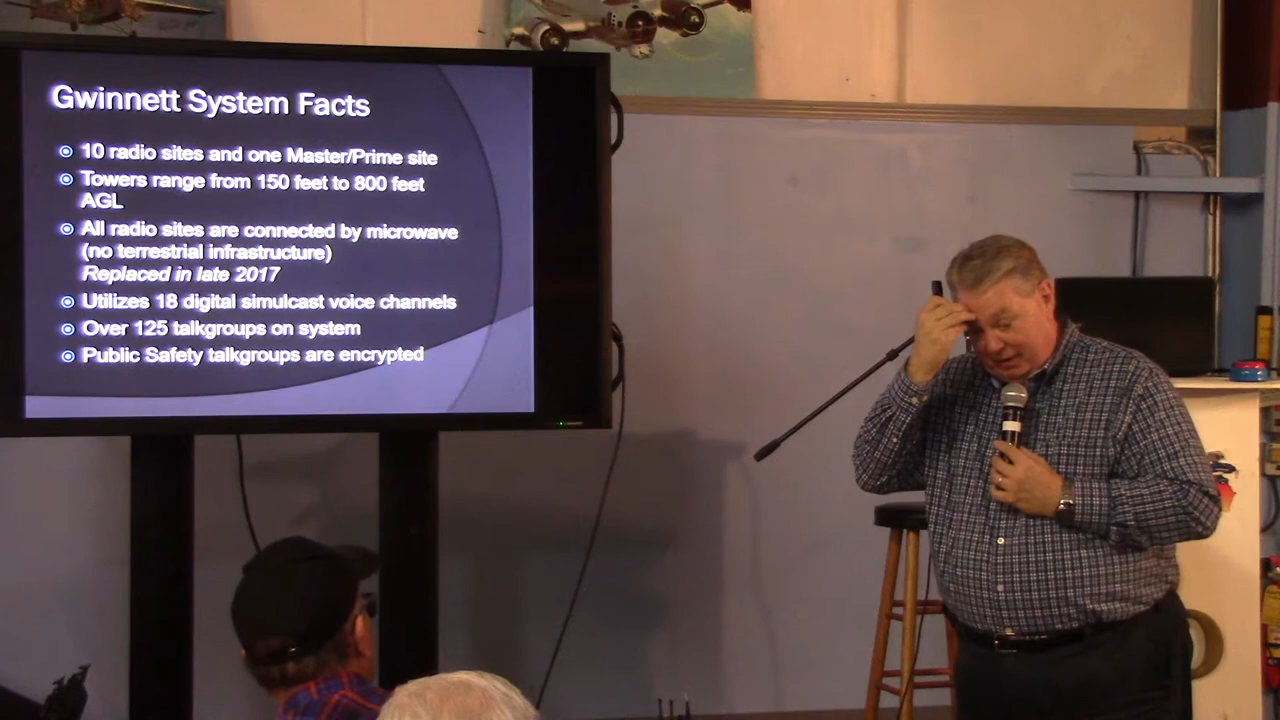 Gwinnett System Facts
10 radio sites and one Master/Prime site
Towers range from 150 feet to 800 feet
AGL
All radio sites are connected by microwave
(no terrestrial infrastructure)
Replaced in late 2017
Utilizes 18 digital simulcast voice channels
Over 125 talkgroups on system
Public Safety talkgroups are encrypted